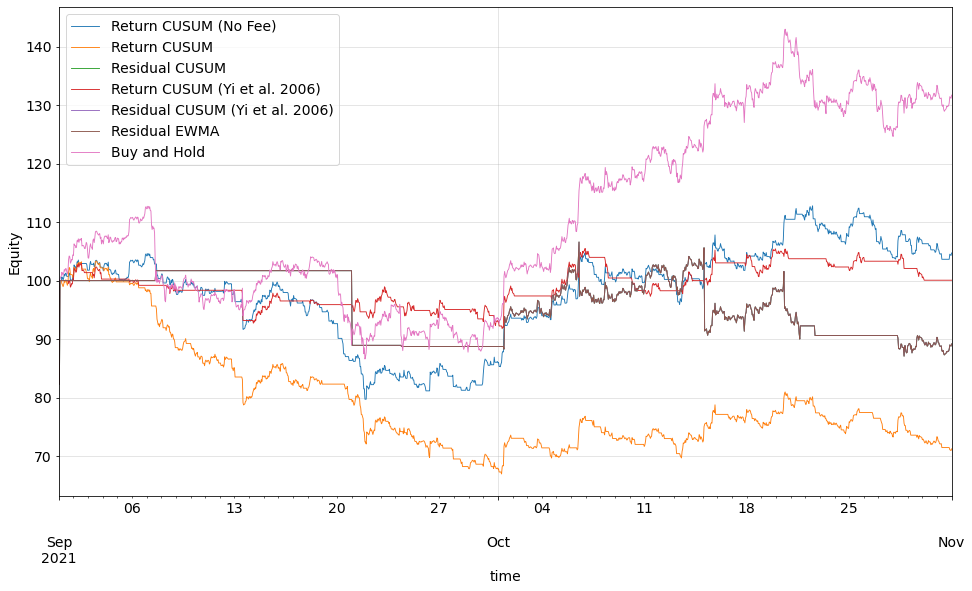 Return CUSUM (No Fee)
Return CUSUM
Residual CUSUM
Return CUSUM (Yi et al. 2006)
Residual CUSUM (Yi et al. 2006)
Residual EWMA
Buy and Hold
140
130
120
110
100
90
80
70
Equity
06 13 20 27 04 11 18 25
Sep Oct Nov
2021
time